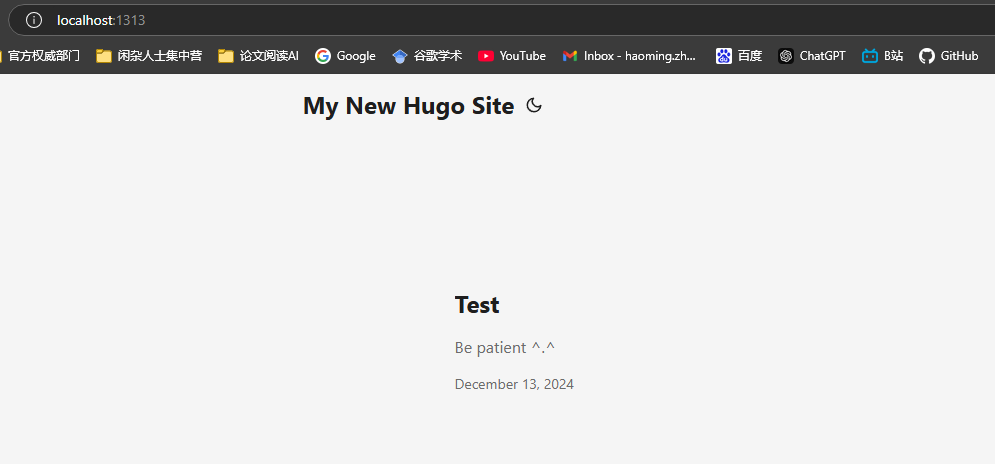 localhost:1313
官方权威部门 闲杂人士集中营 论文阅读AI Google 谷歌学术 YouTube Inbox - haoming.zh... 百度 ChatGPT B站 GitHub
My New Hugo Site
Test
Be patient ^.^
December 13, 2024